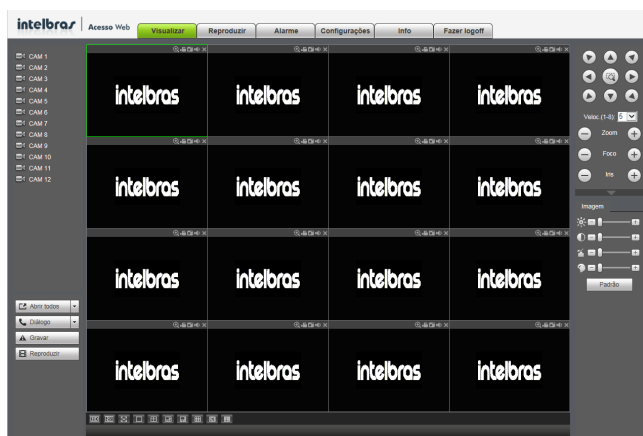 intelbras Acesso Web Visualizar Reproduzir Alarme Configurações Info Fazer logoff
CAM 1
CAM 2
CAM 3
CAM 4
CAM 5
CAM 6
CAM 7
CAM 8
CAM 9
CAM 10
CAM 11
CAM 12
Abrir todos
Diálogo
Gravar
Reproduzir
intelbras intelbras intelbras intelbras
intelbras intelbras intelbras intelbras
intelbras intelbras intelbras intelbras
intelbras intelbras intelbras intelbras
Veloc.(1-8): 5
Zoom
Foco
Iris
Imagem
Padrão